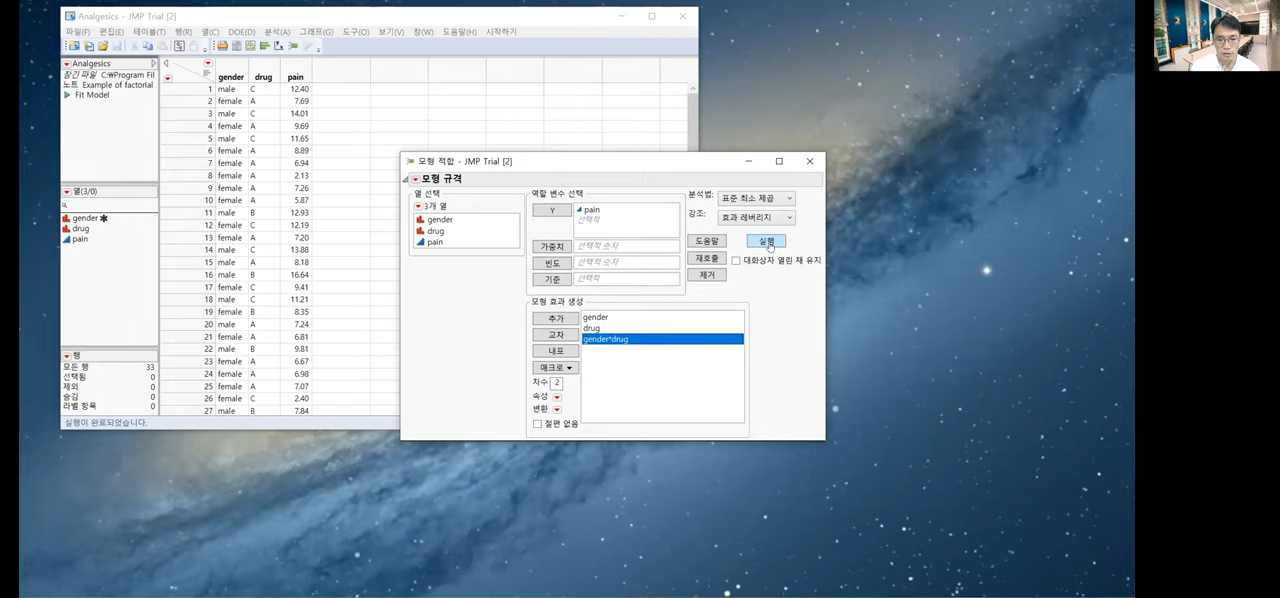 Analgesics - JMP Trial [2]
파일(F) 편집(E) 테이블(T) 행(R) 열(C) DOE(D) 분석(A) 그래프(G) 도구(O) 보기(V) 창(W) 도움말(H) 시작하기
Analgesics
잠긴 파일 C:₩Program Fil
노트 Example of factorial
Fit Model
열(3/0)
gender
drug
pain
행
모든 행 33
선택됨 0
제외 0
숨김 0
라벨 항목 0
실행이 완료되었습니다.
gender drug pain
1 male C 12.40
2 female A 7.69
3 male C 14.01
4 female A 9.69
5 male C 11.65
6 female A 8.89
7 female A 6.94
8 female A 2.13
9 female A 7.26
10 female A 5.87
11 male B 12.93
12 female C 12.19
13 female A 7.20
14 male C 13.88
15 male A 8.18
16 male B 16.64
17 female C 9.41
18 male C 11.21
19 female B 8.35
20 male A 7.24
21 female A 6.81
22 male B 9.81
23 female A 6.67
24 female A 6.98
25 female A 7.07
26 female C 2.40
27 male B 7.84
모형 적합 - JMP Trial [2]
모형 규격
열 선택
3개 열
gender
drug
pain
역할 변수 선택
Y pain
선택적
가중치 선택적 숫자
빈도 선택적 숫자
기준 선택적
분석법: 표준 최소 제곱
강조: 효과 레버리지
도움말 실행
재호출 대화상자 열린 채 유지
제거
모형 효과 생성
추가
교차
내포
매크로
차수 2
속성
변환
절편 없음
gender
drug
gender*drug